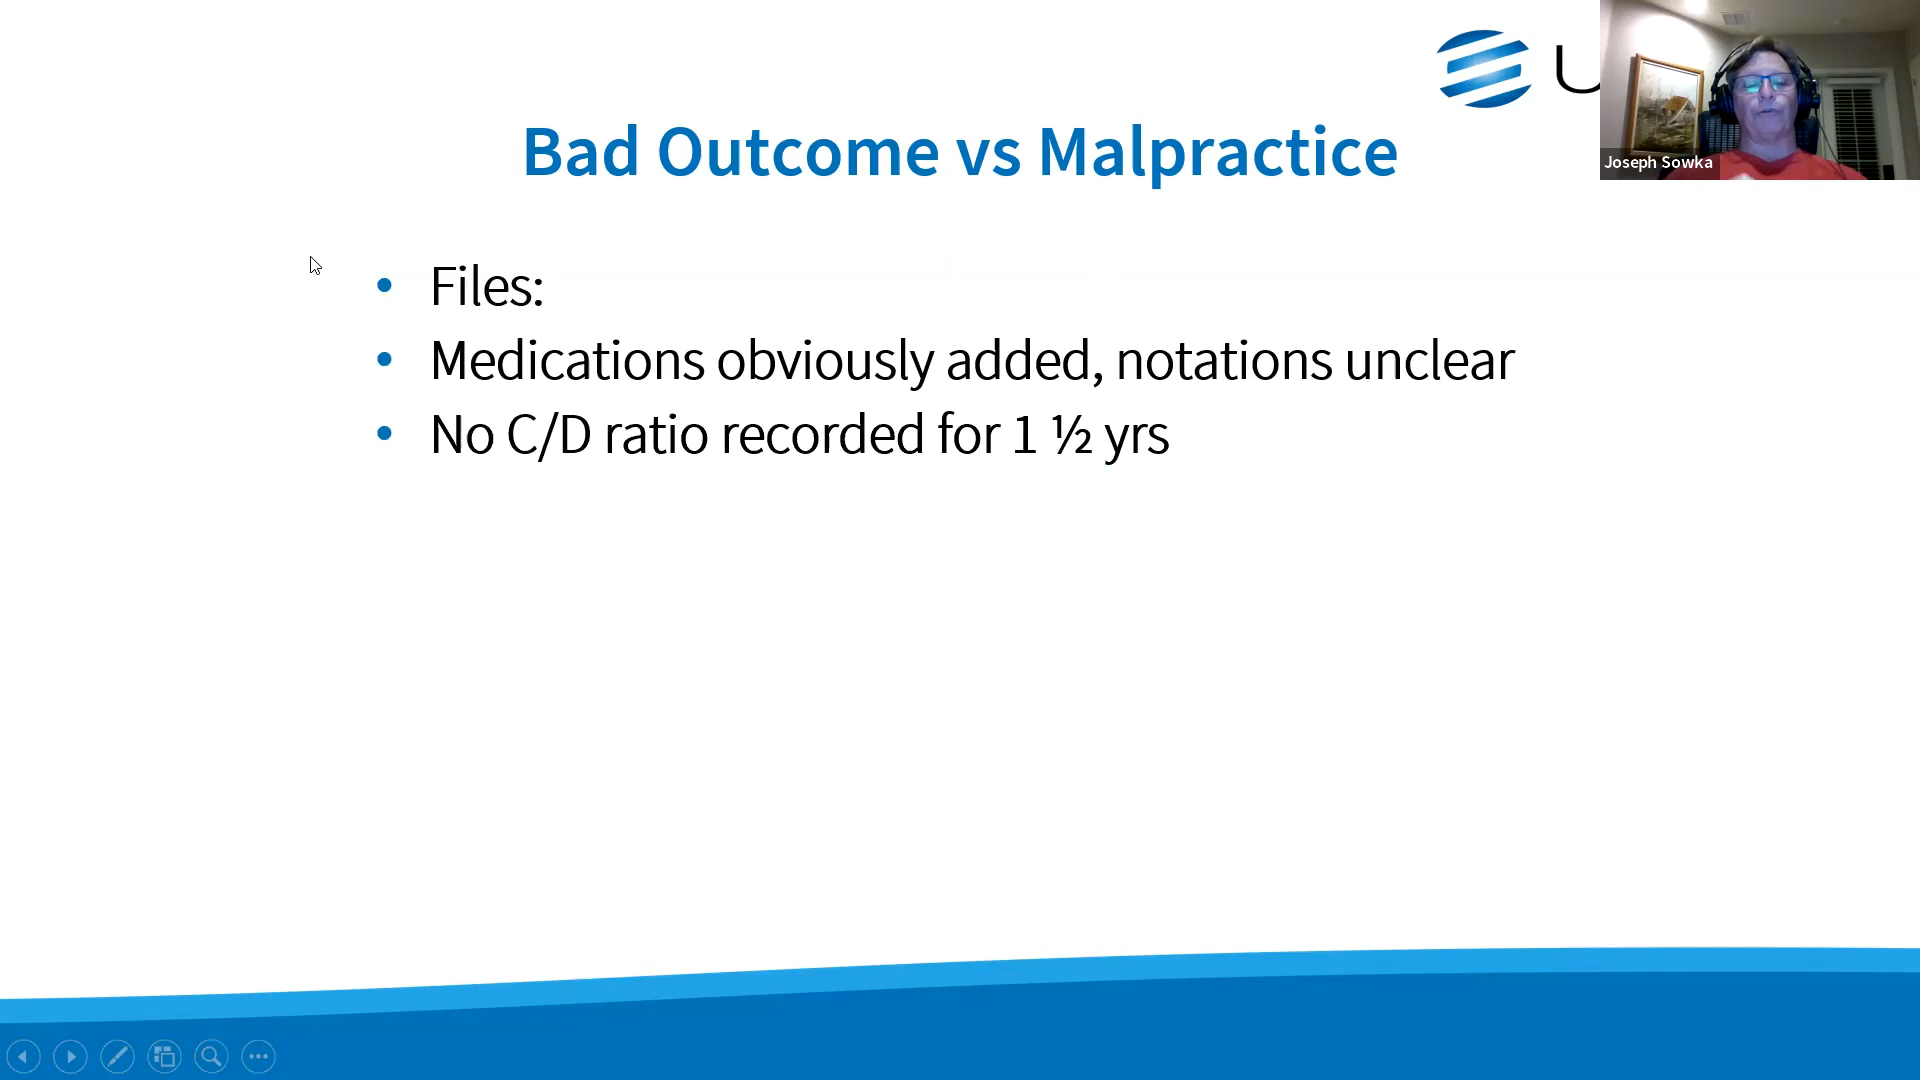 Bad Outcome vs Malpractice
Joseph Sowka
• Files:
• Medications obviously added, notations unclear
• No C/D ratio recorded for 1 ½ yrs